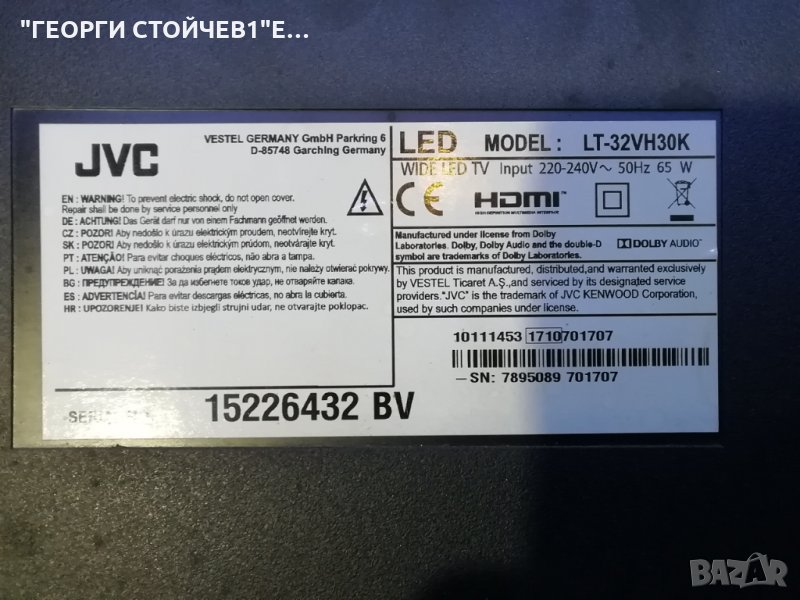 "ГЕОРГИ СТОЙЧЕВ1"Е...
JVC
VESTEL GERMANY GmbH Parkring 6
D-85748 Garching Germany
EN : WARNING! To prevent electric shock, do not open cover.
Repair shall be done by service personnel only
DE : ACHTUNG! Das Gerät darf nur von einem Fachmann geöffnet werden.
CZ : POZOR! Aby nedošlo k úrazu elektrickým proudem, neotvírejte kryt.
SK : POZOR! Aby nedošlo k úrazu elektrickým prúdom, neotvárajte kryt.
PT : ATENÇÃO! Para evitar choques eléctricos, não abra a tampa.
PL : UWAGA! Aby uniknąć porażenia prądem elektrycznym, nie należy otwierać pokrywy.
BG : ПРЕДУПРЕЖДЕНИЕ! За да избегнете токов удар, не отваряйте капака.
ES : ADVERTENCIA! Para evitar descargas eléctricas, no abra la cubierta.
HR : UPOZORENJE! Kako biste izbjegli strujni udar, ne otvarajte poklopac.
15226432 BV
LED MODEL : LT-32VH30K
WIDE LED TV Input 220-240V~ 50Hz 65 W
CE HDMI
HIGH-DEFINITION MULTIMEDIA INTERFACE
Manufactured under license from Dolby
Laboratories. Dolby, Dolby Audio and the double-D
symbol are trademarks of Dolby Laboratories.
DOLBY AUDIO™
This product is manufactured, distributed,and warranted exclusively
by VESTEL Ticaret A.Ş.,and serviced by its designated service
providers."JVC" is the trademark of JVC KENWOOD Corporation,
used by such companies under license.
10111453 1710701707
SN: 7895089 701707
BAZAR